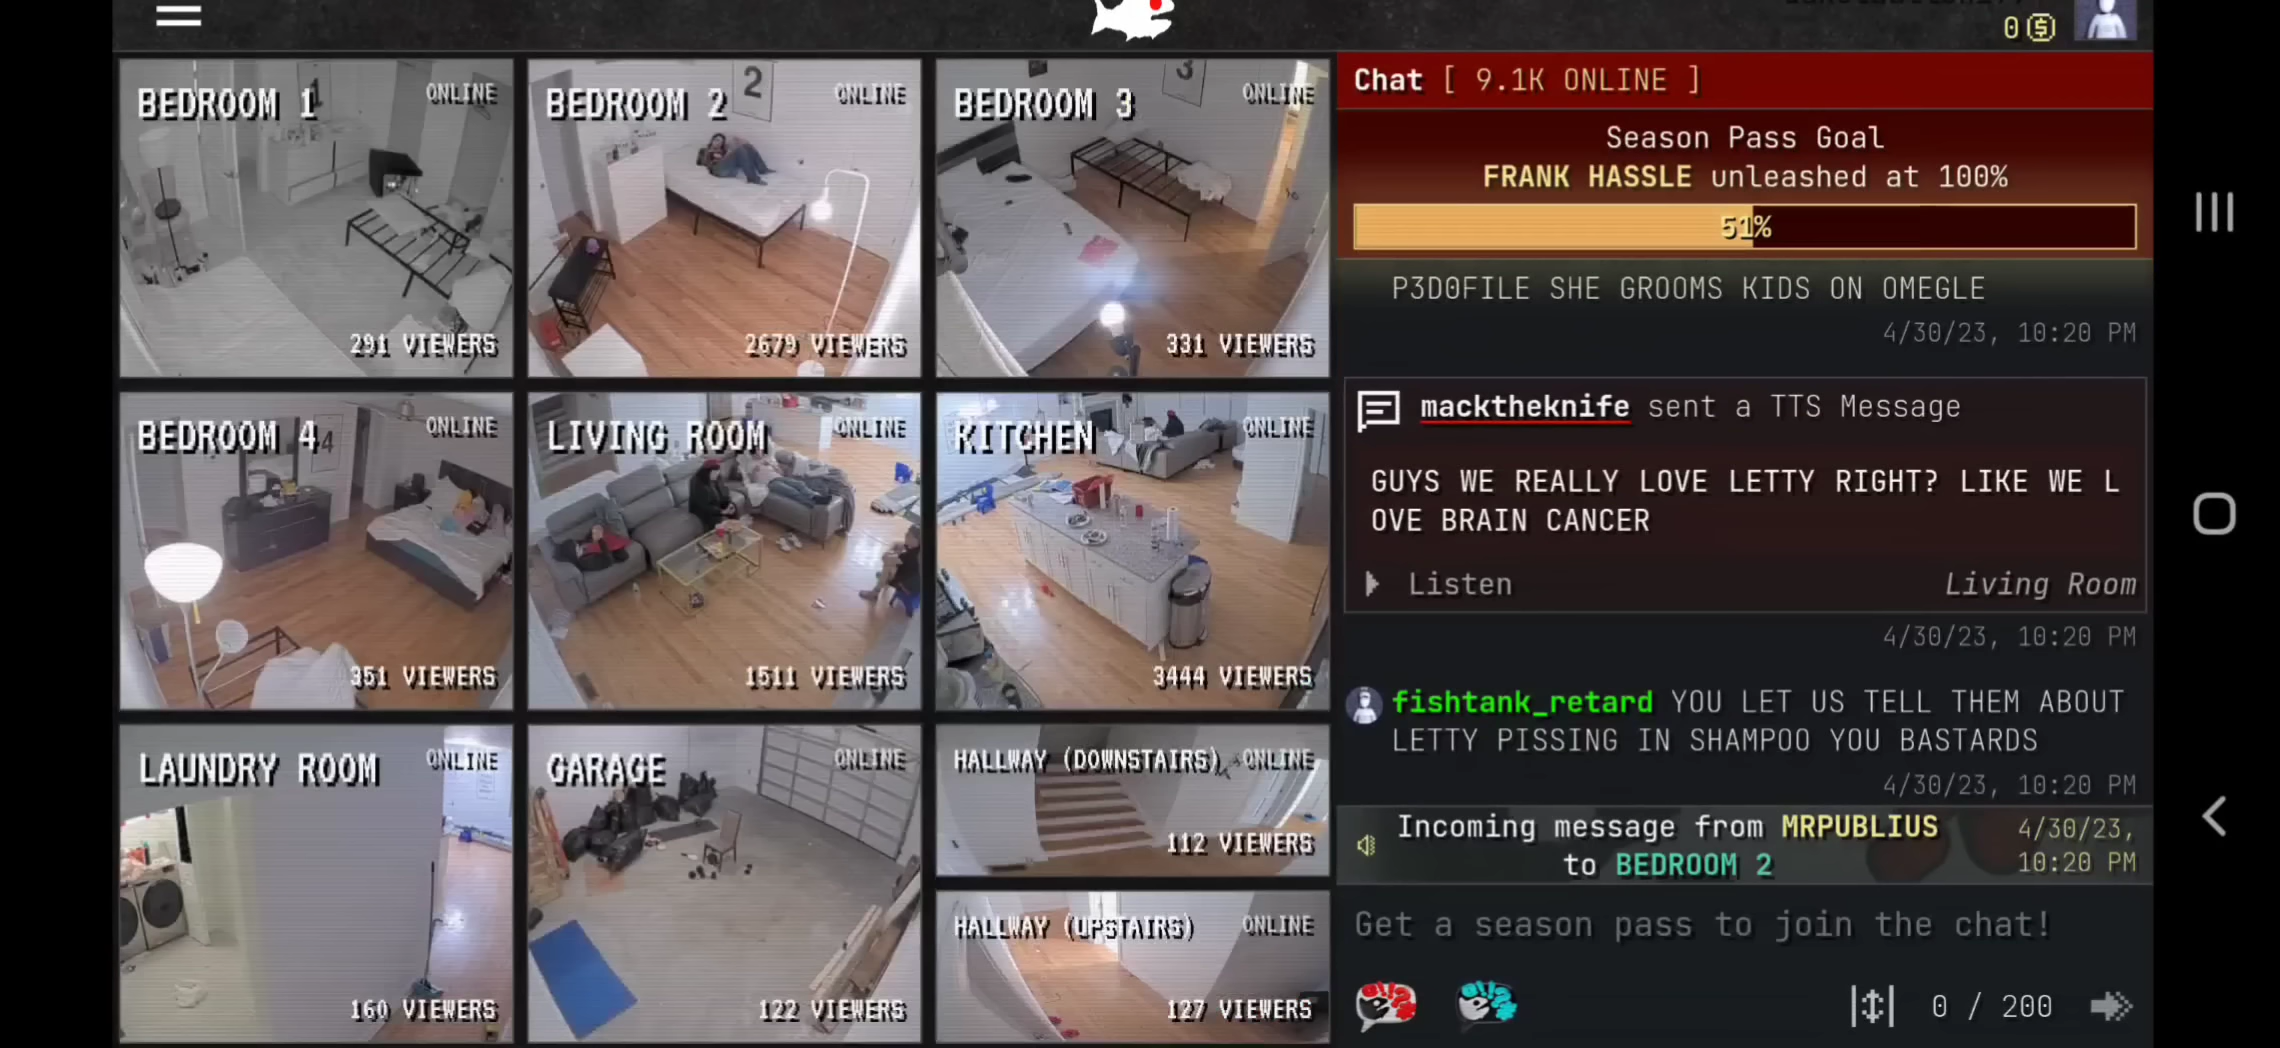 0
BEDROOM 1
ONLINE
291 VIEWERS
BEDROOM 2
2
ONLINE
2679 VIEWERS
BEDROOM 3
3
ONLINE
331 VIEWERS
BEDROOM 4
4
ONLINE
351 VIEWERS
LIVING ROOM
ONLINE
1511 VIEWERS
KITCHEN
ONLINE
3444 VIEWERS
LAUNDRY ROOM
ONLINE
160 VIEWERS
GARAGE
ONLINE
122 VIEWERS
HALLWAY (DOWNSTAIRS)
ONLINE
112 VIEWERS
HALLWAY (UPSTAIRS)
ONLINE
127 VIEWERS
Chat [ 9.1K ONLINE ]
Season Pass Goal
FRANK HASSLE unleashed at 100%
51%
P3D0FILE SHE GROOMS KIDS ON OMEGLE
4/30/23, 10:20 PM
macktheknife sent a TTS Message
GUYS WE REALLY LOVE LETTY RIGHT? LIKE WE L
OVE BRAIN CANCER
Listen
Living Room
4/30/23, 10:20 PM
fishtank_retard YOU LET US TELL THEM ABOUT
LETTY PISSING IN SHAMPOO YOU BASTARDS
4/30/23, 10:20 PM
Incoming message from MRPUBLIUS
to BEDROOM 2
4/30/23,
10:20 PM
Get a season pass to join the chat!
0 / 200